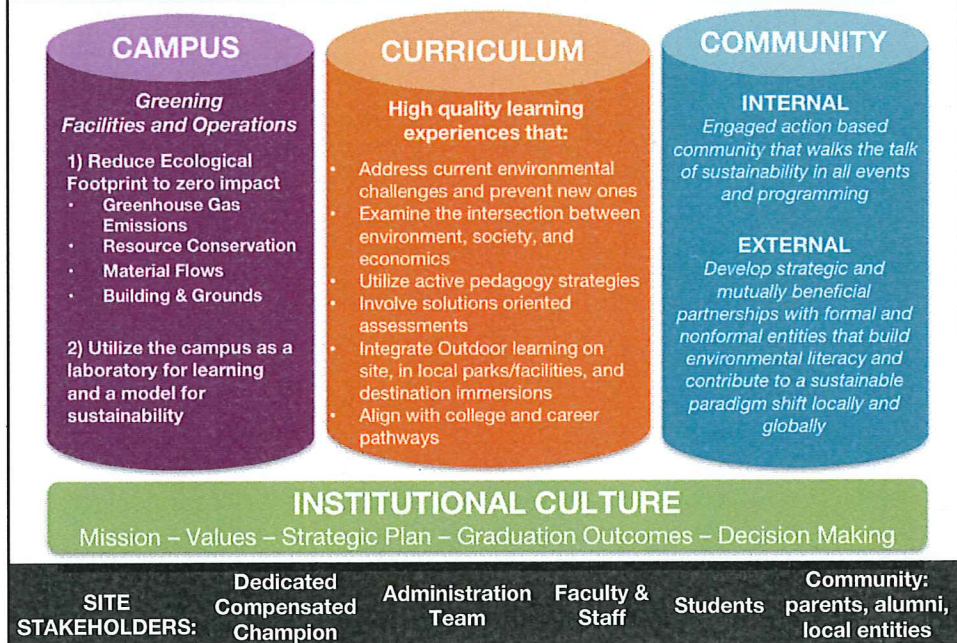 CAMPUS
Greening
Facilities and Operations
1) Reduce Ecological
Footprint to zero impact
• Greenhouse Gas
Emissions
• Resource Conservation
• Material Flows
• Building & Grounds
2) Utilize the campus as a
laboratory for learning
and a model for
sustainability
CURRICULUM
High quality learning
experiences that:
• Address current environmental
challenges and prevent new ones
• Examine the intersection between
environment, society, and
economics
• Utilize active pedagogy strategies
• Involve solutions oriented
assessments
• Integrate Outdoor learning on
site, in local parks/facilities, and
destination immersions
• Align with college and career
pathways
COMMUNITY
INTERNAL
Engaged action based
community that walks the talk
of sustainability in all events
and programming
EXTERNAL
Develop strategic and
mutually beneficial
partnerships with formal and
nonformal entities that build
environmental literacy and
contribute to a sustainable
paradigm shift locally and
globally
INSTITUTIONAL CULTURE
Mission – Values – Strategic Plan – Graduation Outcomes – Decision Making
SITE
STAKEHOLDERS:
Dedicated
Compensated
Champion
Administration
Team
Faculty &
Staff
Students
Community:
parents, alumni,
local entities